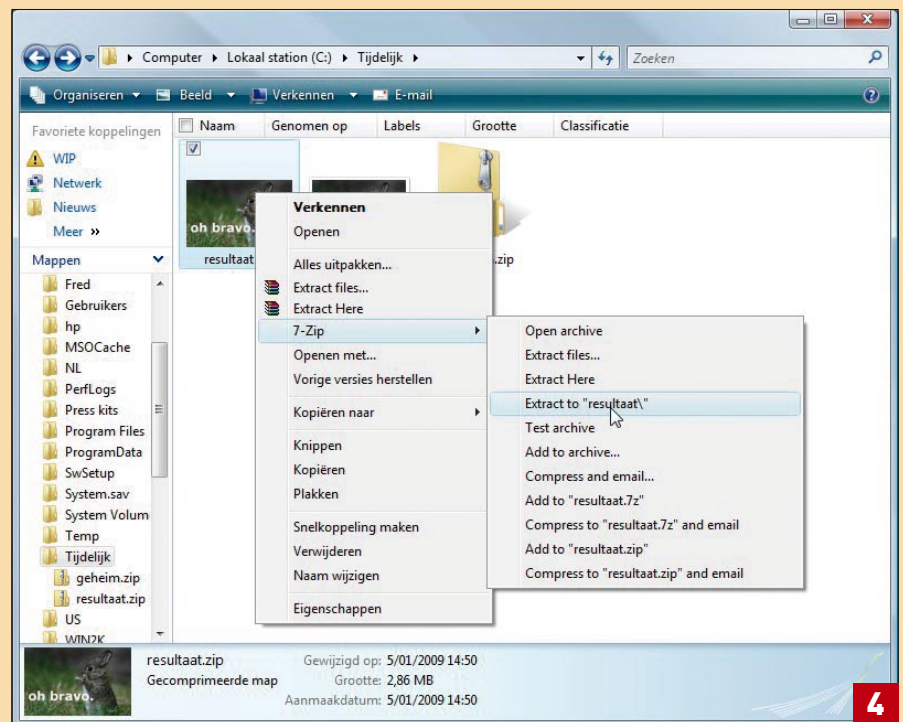 Computer ▸ Lokaal station (C:) ▸ Tijdelijk ▸
Zoeken
Organiseren Beeld Verkennen E-mail
Favoriete koppelingen
WIP
Netwerk
Nieuws
Meer »
Mappen
Fred
Gebruikers
hp
MSOCache
NL
PerfLogs
Press kits
Program Files
ProgramData
SwSetup
System.sav
System Volum
Temp
Tijdelijk
geheim.zip
resultaat.zip
US
WIN2K
Naam Genomen op Labels Grootte Classificatie
oh bravo.
resultaat
.zip
Verkennen
Openen
Alles uitpakken...
Extract files...
Extract Here
7-Zip
Openen met...
Vorige versies herstellen
Kopiëren naar
Knippen
Kopiëren
Plakken
Snelkoppeling maken
Verwijderen
Naam wijzigen
Eigenschappen
Open archive
Extract files...
Extract Here
Extract to "resultaat\"
Test archive
Add to archive...
Compress and email...
Add to "resultaat.7z"
Compress to "resultaat.7z" and email
Add to "resultaat.zip"
Compress to "resultaat.zip" and email
oh bravo.
resultaat.zip Gewijzigd op: 5/01/2009 14:50
Gecomprimeerde map Grootte: 2,86 MB
Aanmaakdatum: 5/01/2009 14:50
4